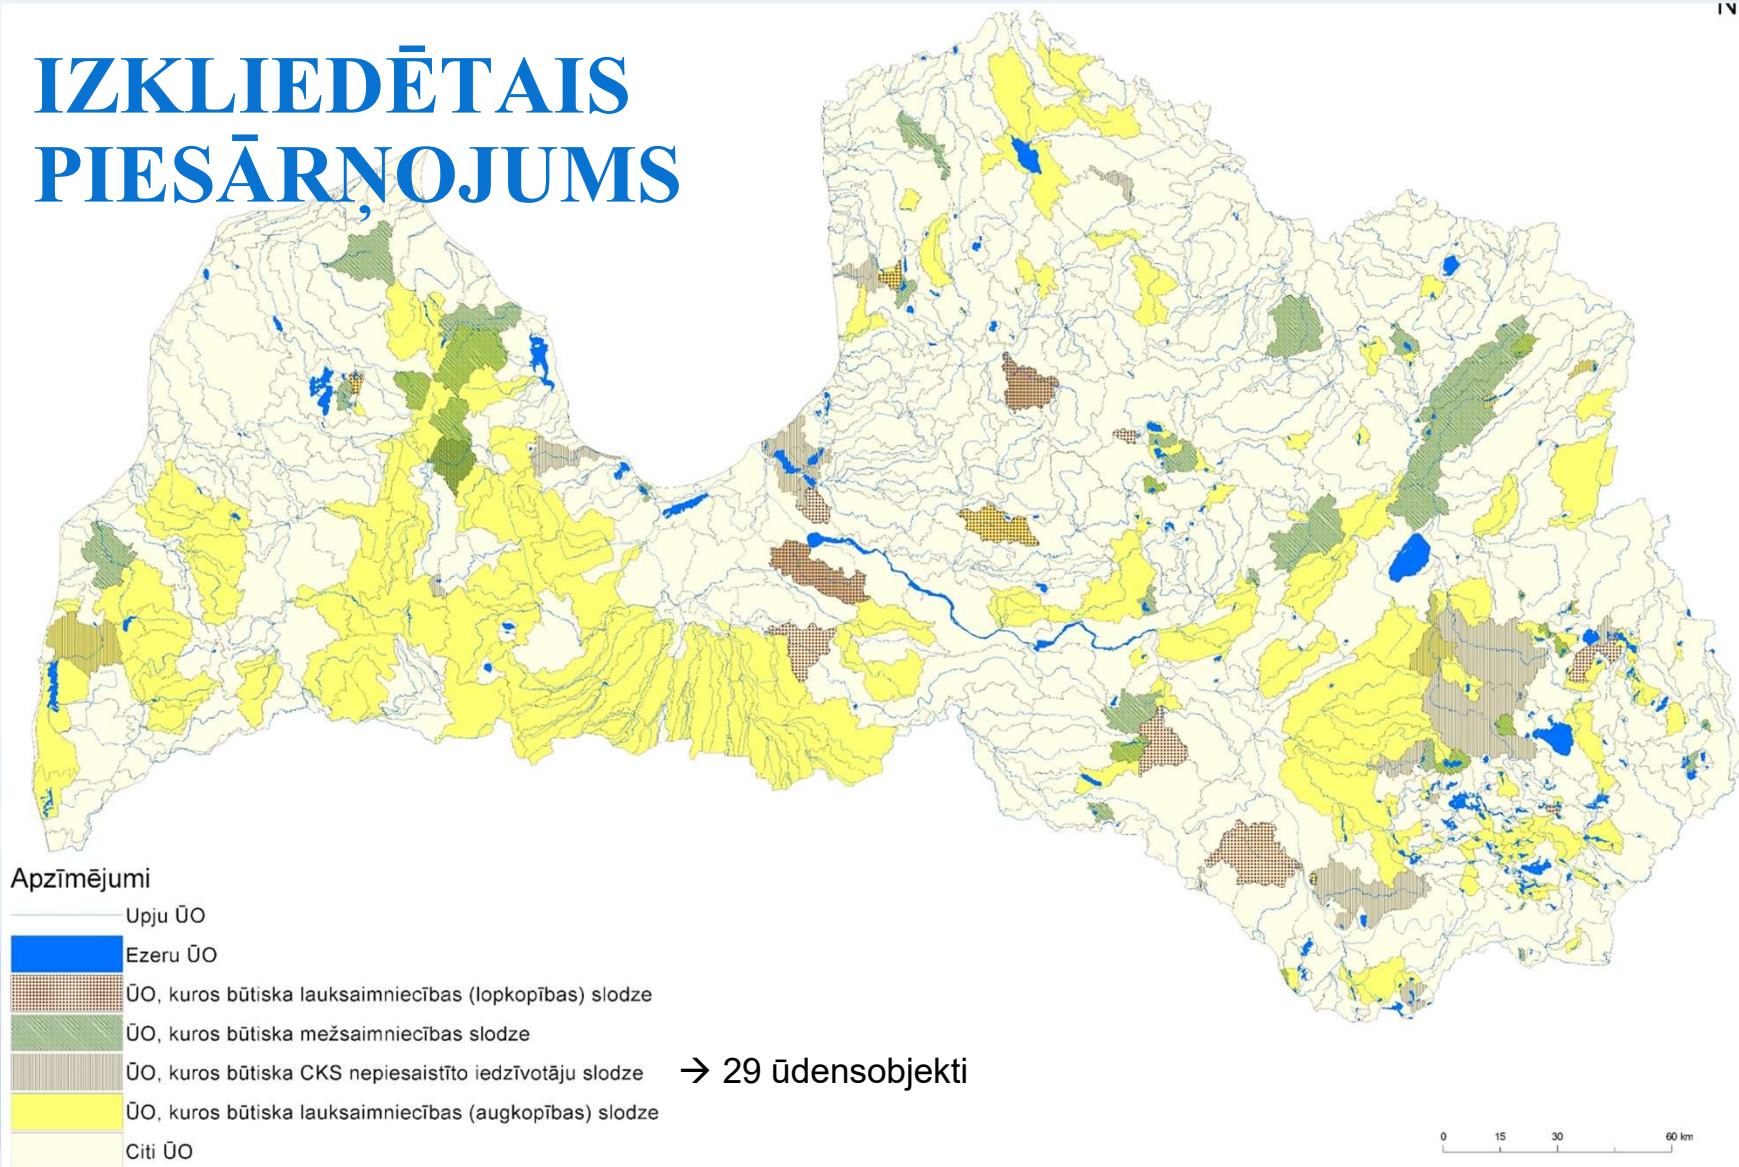 IZKLIEDĒTAIS
PIESĀRŅOJUMS
N
Apzīmējumi
Upju ŪO
Ezeru ŪO
ŪO, kuros būtiska lauksaimniecības (lopkopības) slodze
ŪO, kuros būtiska mežsaimniecības slodze
ŪO, kuros būtiska CKS nepiesaistīto iedzīvotāju slodze → 29 ūdensobjekti
ŪO, kuros būtiska lauksaimniecības (augkopības) slodze
Citi ŪO
0 15 30 60 km